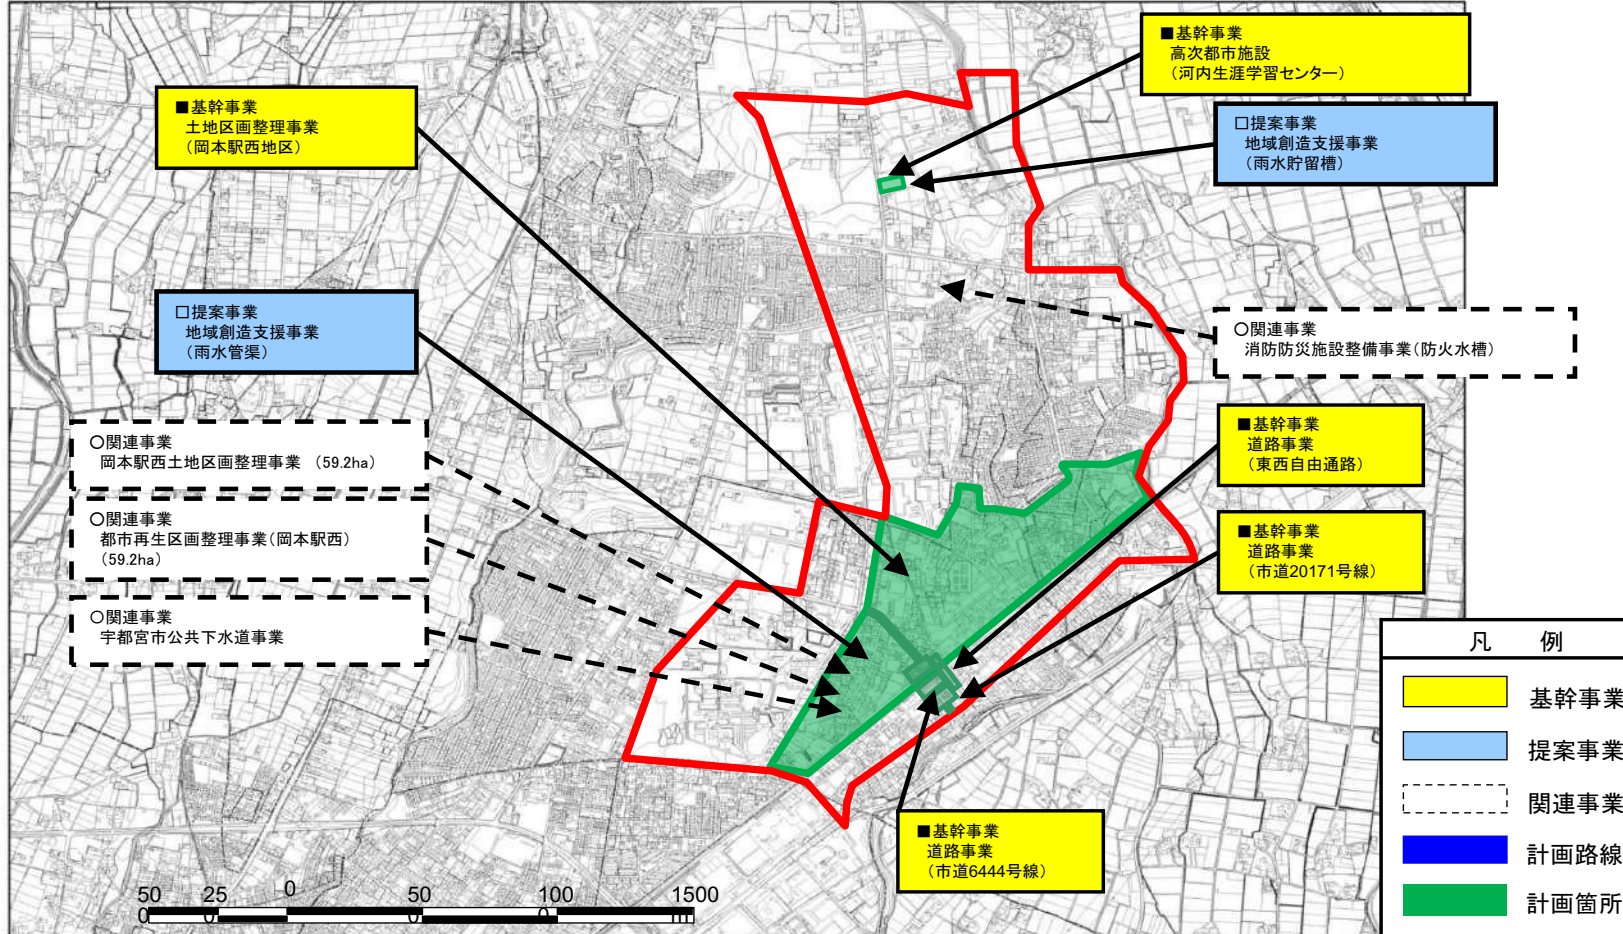 ■基幹事業
高次都市施設
（河内生涯学習センター）
■基幹事業
土地区画整理事業
（岡本駅西地区）
□提案事業
地域創造支援事業
（雨水貯留槽）
□提案事業
地域創造支援事業
（雨水管渠）
○関連事業
消防防災施設整備事業（防火水槽）
○関連事業
岡本駅西土地区画整理事業 （59.2ha）
■基幹事業
道路事業
（東西自由通路）
○関連事業
都市再生区画整理事業（岡本駅西）
（59.2ha）
■基幹事業
道路事業
（市道20171号線）
○関連事業
宇都宮市公共下水道事業
■基幹事業
道路事業
（市道6444号線）
凡 例
基幹事業
提案事業
関連事業
計画路線
計画箇所
50 25 0 50 100 1500
0 0 0 0 m